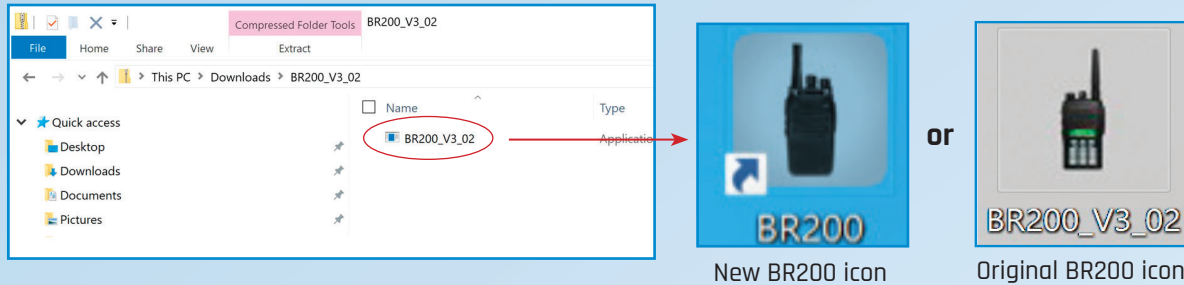 Compressed Folder Tools BR200_V3_02
File Home Share View Extract
This PC > Downloads > BR200_V3_02
Name Type
Quick access
BR200_V3_02 Applicatio
Desktop
Downloads
Documents
Pictures
or
BR200
BR200_V3_02
New BR200 icon
Original BR200 icon